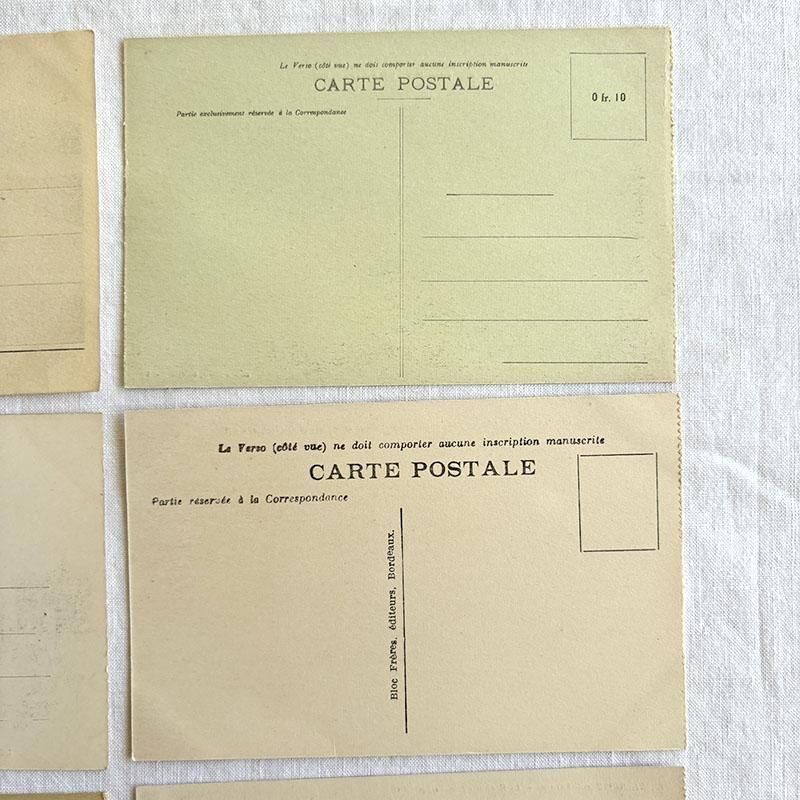 Le Verso (côté vue) ne doit comporter aucune inscription manuscrite
CARTE POSTALE
0 fr. 10
Partie exclusivement réservée à la Correspondance
Le Verso (côté vue) ne doit comporter aucune inscription manuscrite
CARTE POSTALE
Partie réservée à la Correspondance
Bloc Frères, éditeurs, Bordeaux.